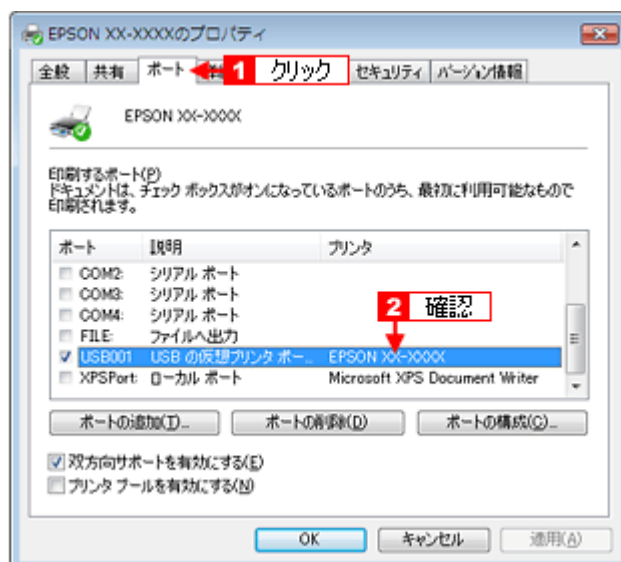 EPSON XX-XXXXのプロパティ
全般 共有 ポート 1 クリック セキュリティ バージョン情報
EPSON XX-XXXX
印刷するポート(P)
ドキュメントは、チェック ボックスがオンになっているポートのうち、最初に利用可能なもので
印刷されます。
ポート 説明 プリンタ
COM2: シリアル ポート
COM3: シリアル ポート
COM4: シリアル ポート
2 確認
FILE: ファイルへ出力
USB001 USB の仮想プリンタ ポー... EPSON XX-XXXX
XPSPort: ローカル ポート Microsoft XPS Document Writer
ポートの追加(T)... ポートの削除(D) ポートの構成(C)...
双方向サポートを有効にする(E)
プリンタ プールを有効にする(N)
OK キャンセル 適用(A)